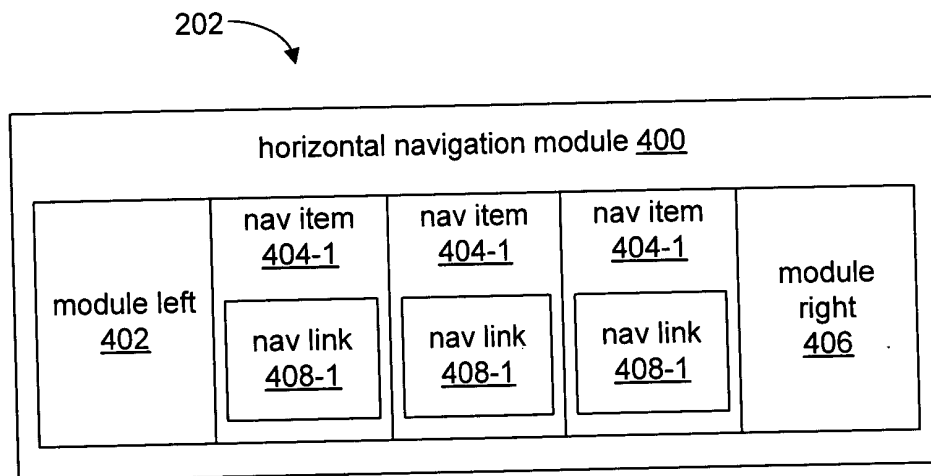 202
horizontal navigation module 400
module left
402
nav item
404-1
nav link
408-1
nav item
404-1
nav link
408-1
nav item
404-1
nav link
408-1
module
right
406